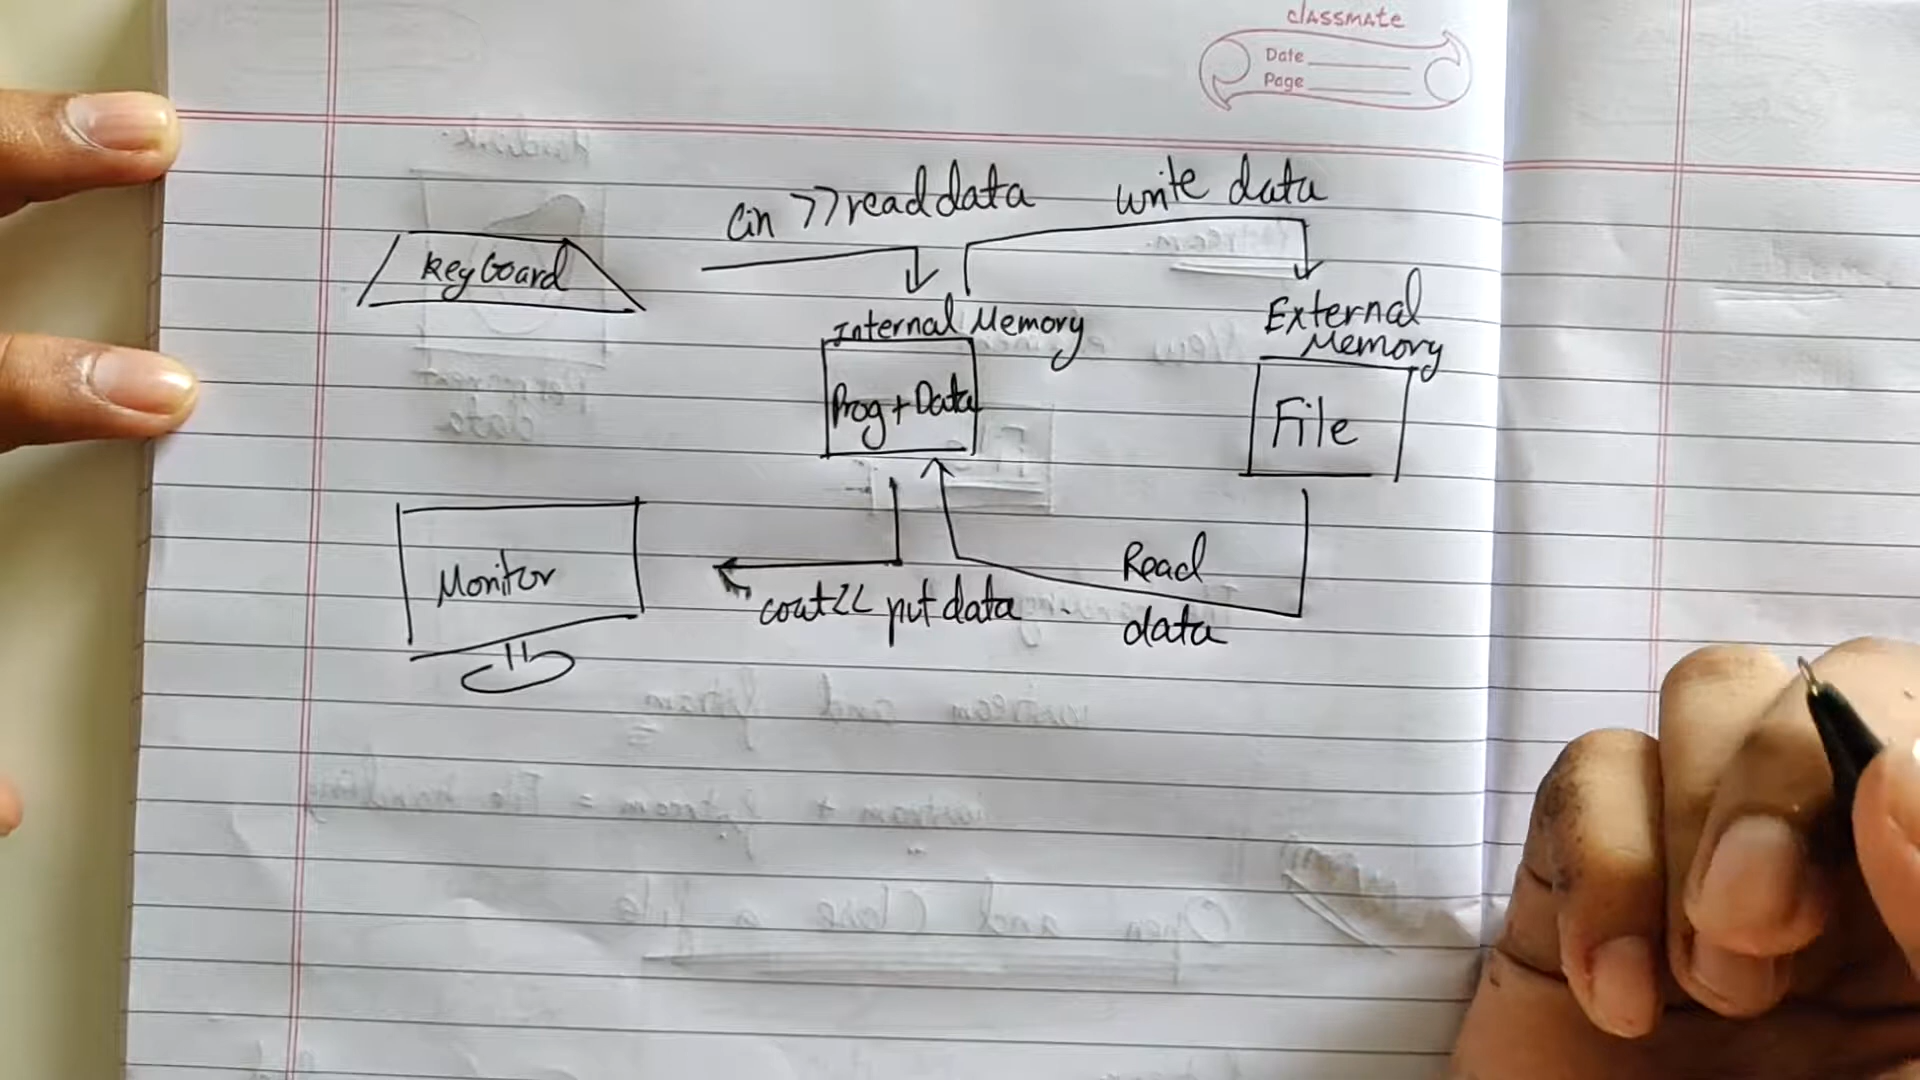 classmate
Date
Page
Cin >> read data
write data
keyboard
Internal Memory
External
Memory
Prog + Data
File
Monitor
cout << put data
Read
data